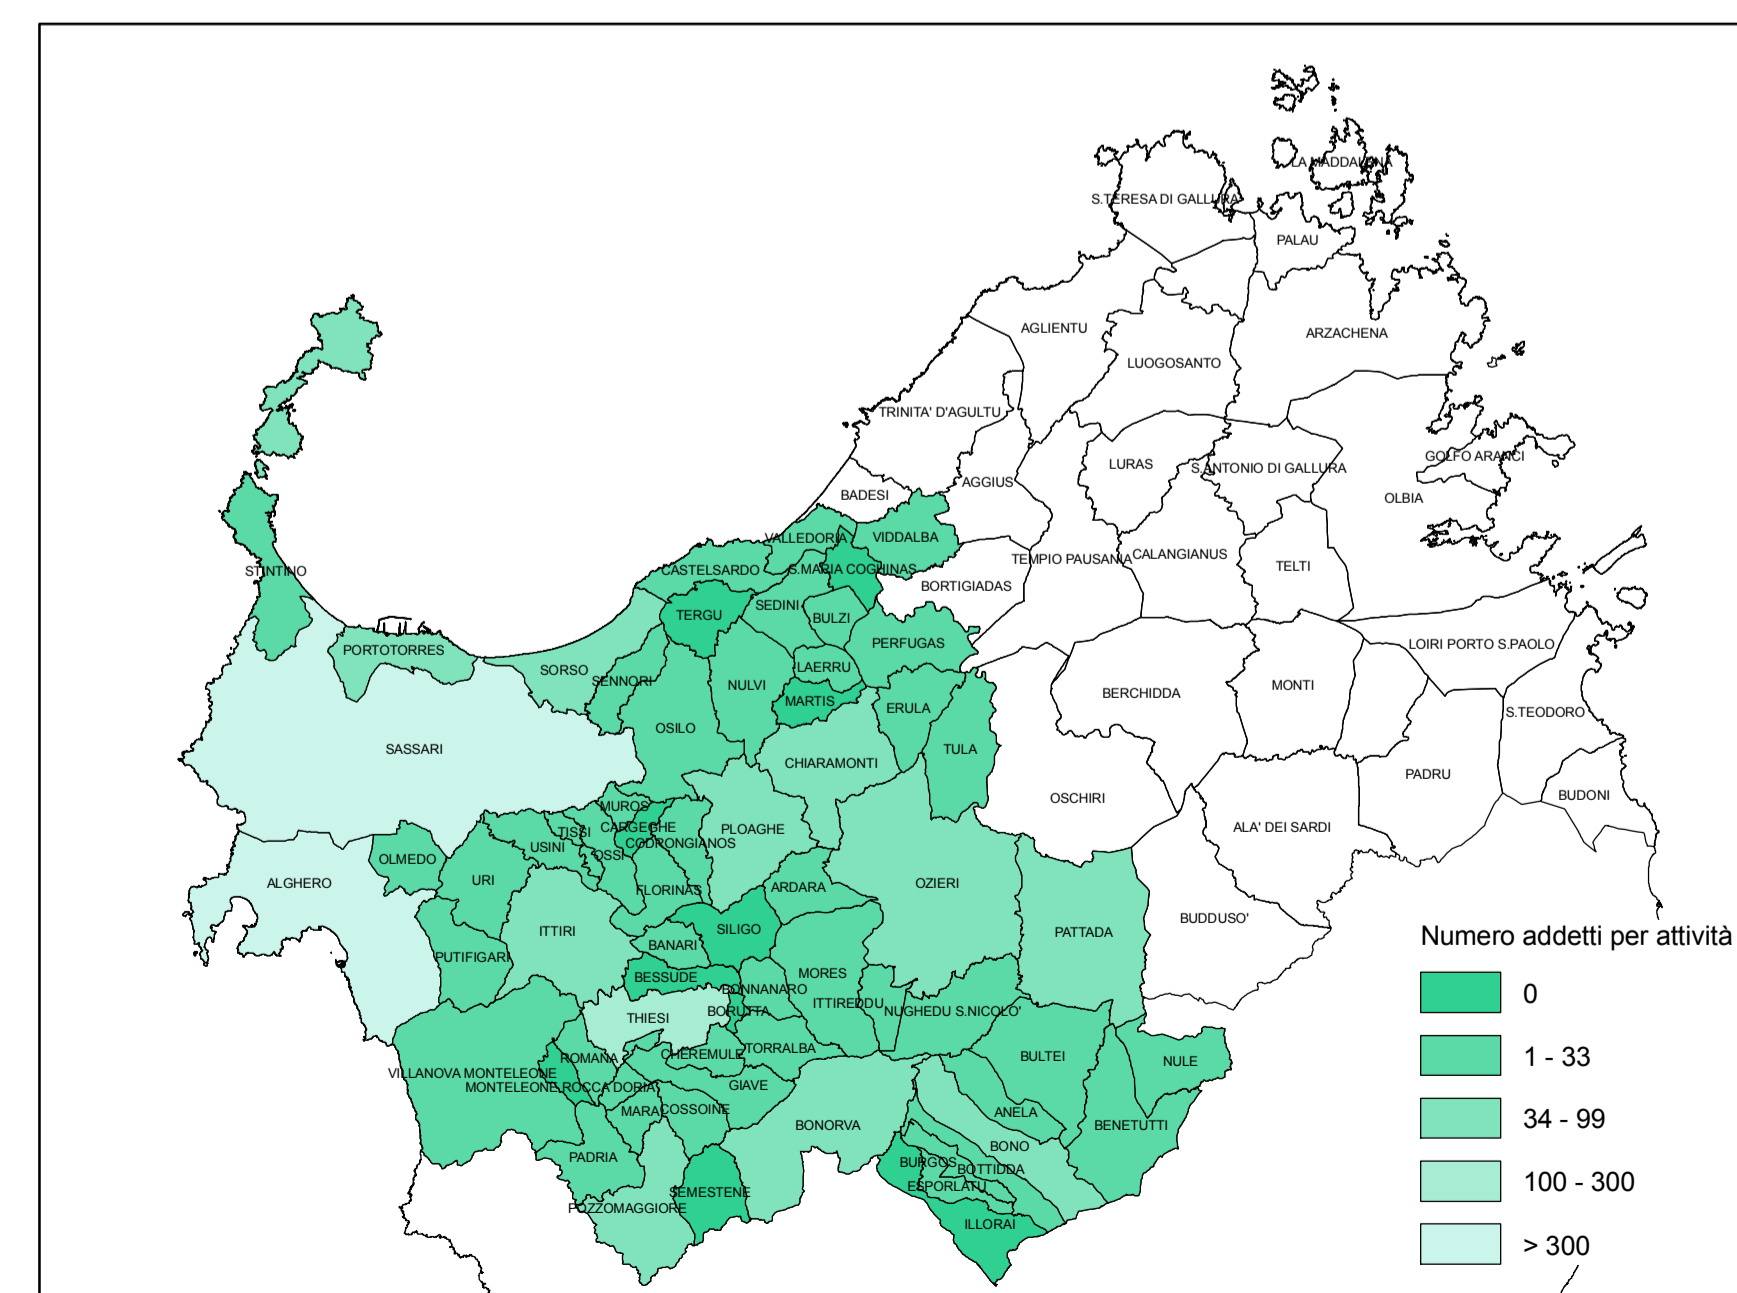 LA MADDALENA
S.TERESA DI GALLURA
PALAU
AGLIENTU
ARZACHENA
LUOGOSANTO
TRINITA' D'AGULTU
GOLFO ARANCI
LURAS
S.ANTONIO DI GALLURA
AGGIUS
BADESI
OLBIA
VALLEDORIA
VIDDALBA
TEMPIO PAUSANIA
CALANGIANUS
TELTI
STINTINO
CASTELSARDO
S.MARIA COGHINAS
BORTIGIADAS
TERGU
SEDINI
BULZI
PERFUGAS
LOIRI PORTO S.PAOLO
PORTOTORRES
SORSO
SENNORI
LAERRU
NULVI
MARTIS
ERULA
BERCHIDDA
MONTI
S.TEODORO
OSILO
SASSARI
CHIARAMONTI
TULA
PADRU
BUDONI
OSCHIRI
MUROS
TISSI
CARGEGHE
PLOAGHE
ALA' DEI SARDI
USINI
OSSI
CODRONGIANOS
OLMEDO
ALGHERO
URI
FLORINAS
ARDARA
OZIERI
BUDDUSO'
ITTIRI
SILIGO
PATTADA
Numero addetti per attività
PUTIFIGARI
BANARI
BESSUDE
MORES
0
BONNANARO
ITTIREDDU
NUGHEDU S.NICOLO'
THIESI
BORUTTA
1 - 33
ROMANA
CHEREMULE
TORRALBA
BULTEI
NULE
VILLANOVA MONTELEONE
MONTELEONE ROCCA DORIA
GIAVE
MARA
COSSOINE
ANELA
34 - 99
BONORVA
BENETUTTI
PADRIA
BONO
BURGOS
BOTTIDDA
ESPORLATU
100 - 300
SEMESTENE
POZZOMAGGIORE
ILLORAI
> 300